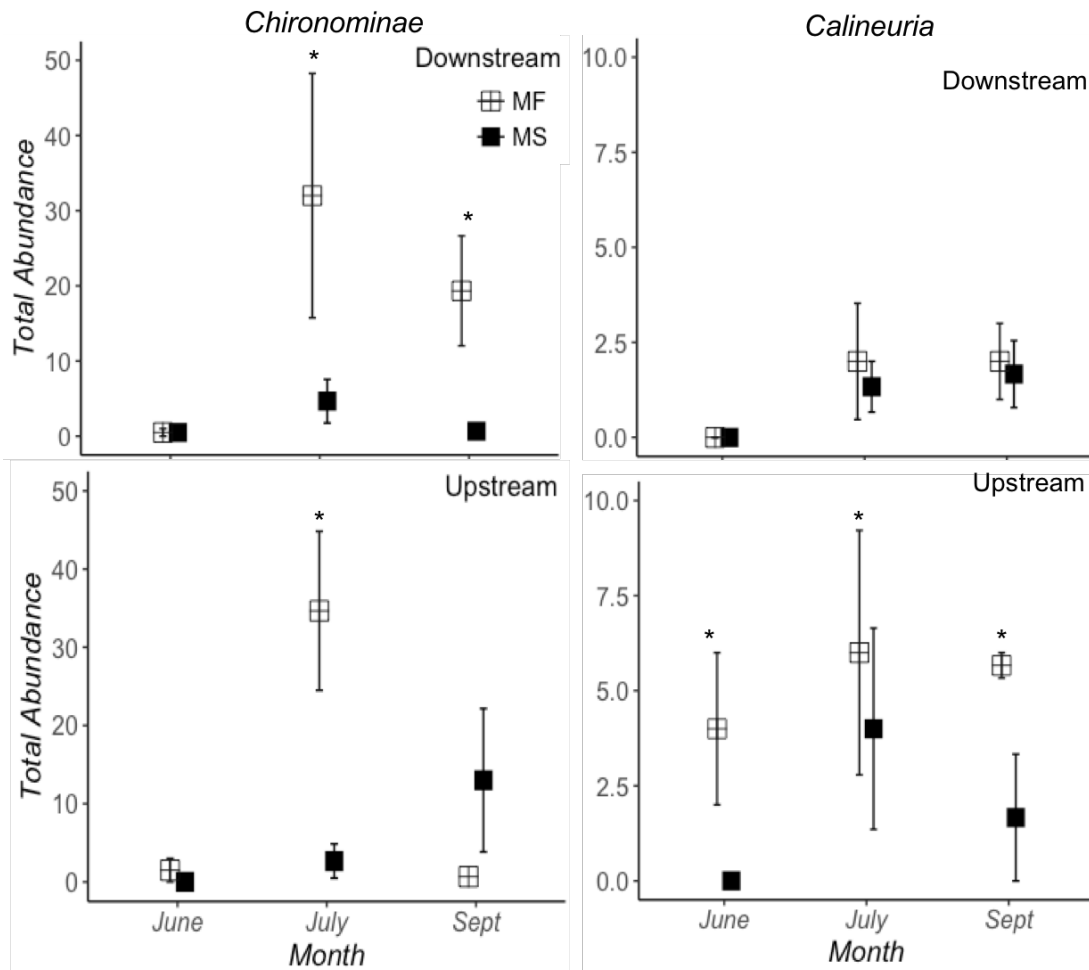 Chironominae
Calineuria
Downstream
MF
MS
*
*
50
40
30
20
10
0
Total Abundance
Downstream
10.0
7.5
5.0
2.5
0.0
Upstream
*
50
40
30
20
10
0
Total Abundance
June
July
Sept
Month
Upstream
*
*
*
10.0
7.5
5.0
2.5
0.0
June
July
Sept
Month